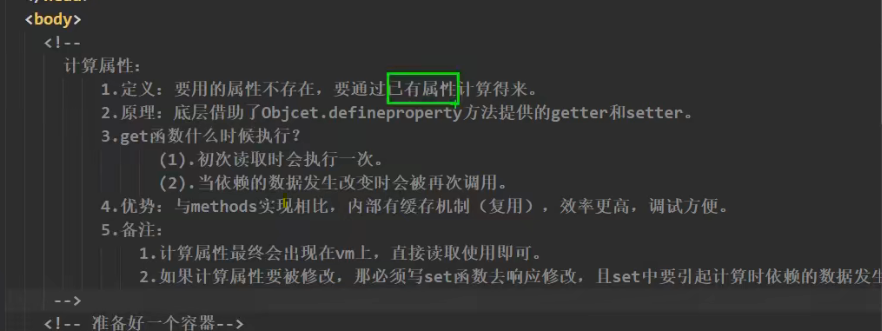 <body>
<!--
计算属性:
1.定义: 要用的属性不存在, 要通过已有属性计算得来。
2.原理: 底层借助了Objcet.defineproperty方法提供的getter和setter。
3.get函数什么时候执行?
(1).初次读取时会执行一次。
(2).当依赖的数据发生改变时会被再次调用。
4.优势: 与methods实现相比, 内部有缓存机制 (复用) , 效率更高, 调试方便。
5.备注:
1.计算属性最终会出现在vm上, 直接读取使用即可。
2.如果计算属性要被修改, 那必须写set函数去响应修改, 且set中要引起计算时依赖的数据发生
-->
<!-- 准备好一个容器-->